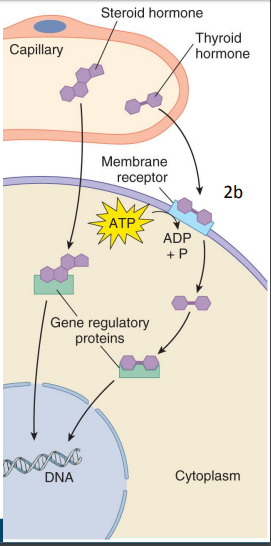 Steroid hormone
Capillary
Thyroid
hormone
Membrane
receptor
2b
ATP
ADP
+ P
Gene regulatory
proteins
DNA
Cytoplasm